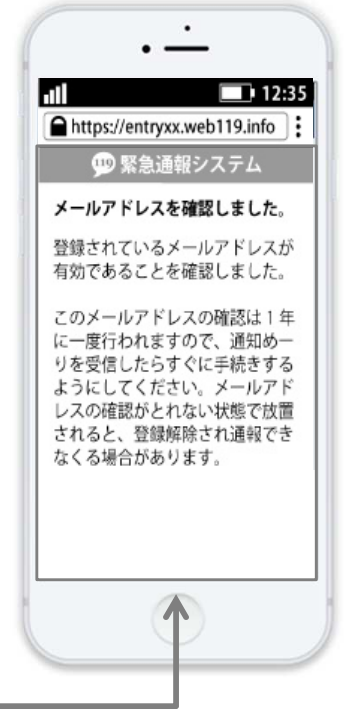 12:35
https://entryxx.web119.info
119 緊急通報システム
メールアドレスを確認しました。
登録されているメールアドレスが
有効であることを確認しました。
このメールアドレスの確認は1年
に一度行われますので、通知めー
りを受信したらすぐに手続きする
ようにしてください。メールアド
レスの確認がとれない状態で放置
されると、登録解除され通報でき
なくる場合があります。